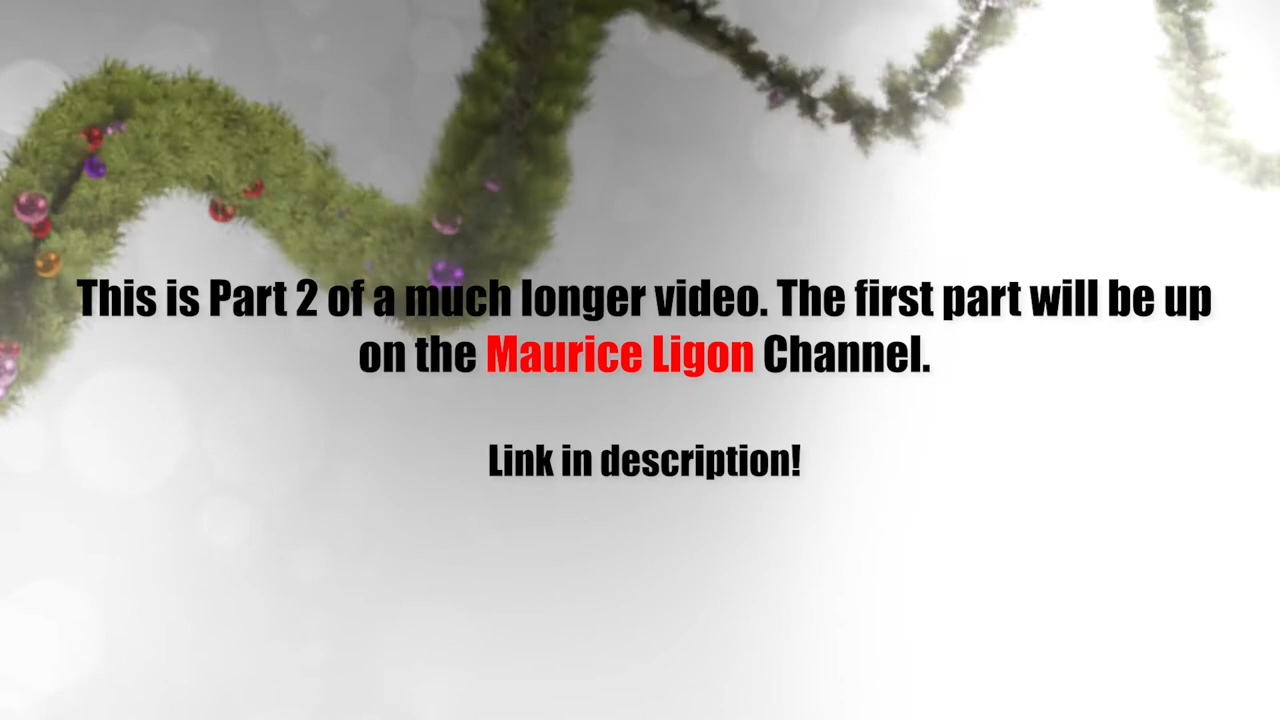 This is Part 2 of a much longer video. The first part will be up
on the Maurice Ligon Channel.
Link in description!